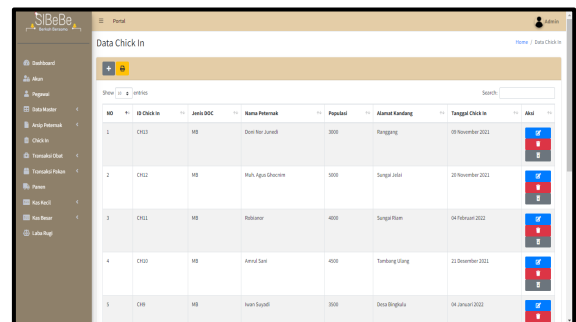 SIBeBe
Berkah Bersama
Portal
Admin
Data Chick In
Home / Data Chick In
Dashboard
Akun
Pegawai
Data Master
Arsip Peternak
Chick In
Transaksi Obat
Transaksi Pakan
Panen
Kas Kecil
Kas Besar
Laba Rugi
Show 10 entries
Search:
NO ID Chick In Jenis DOC Nama Peternak Populasi Alamat Kandang Tanggal Chick In Aksi
1 CH13 MB Doni Nor Junedi 3000 Ranggang 09 November 2021
2 CH12 MB Muh. Agus Ghocnim 5000 Sungai Jelai 20 November 2021
3 CH11 MB Robianor 4000 Sungai Riam 04 Februari 2022
4 CH10 MB Amrul Sani 4500 Tambang Ulang 21 Desember 2021
5 CH9 MB Iwan Sayadi 3500 Desa Bingkulu 04 Januari 2022